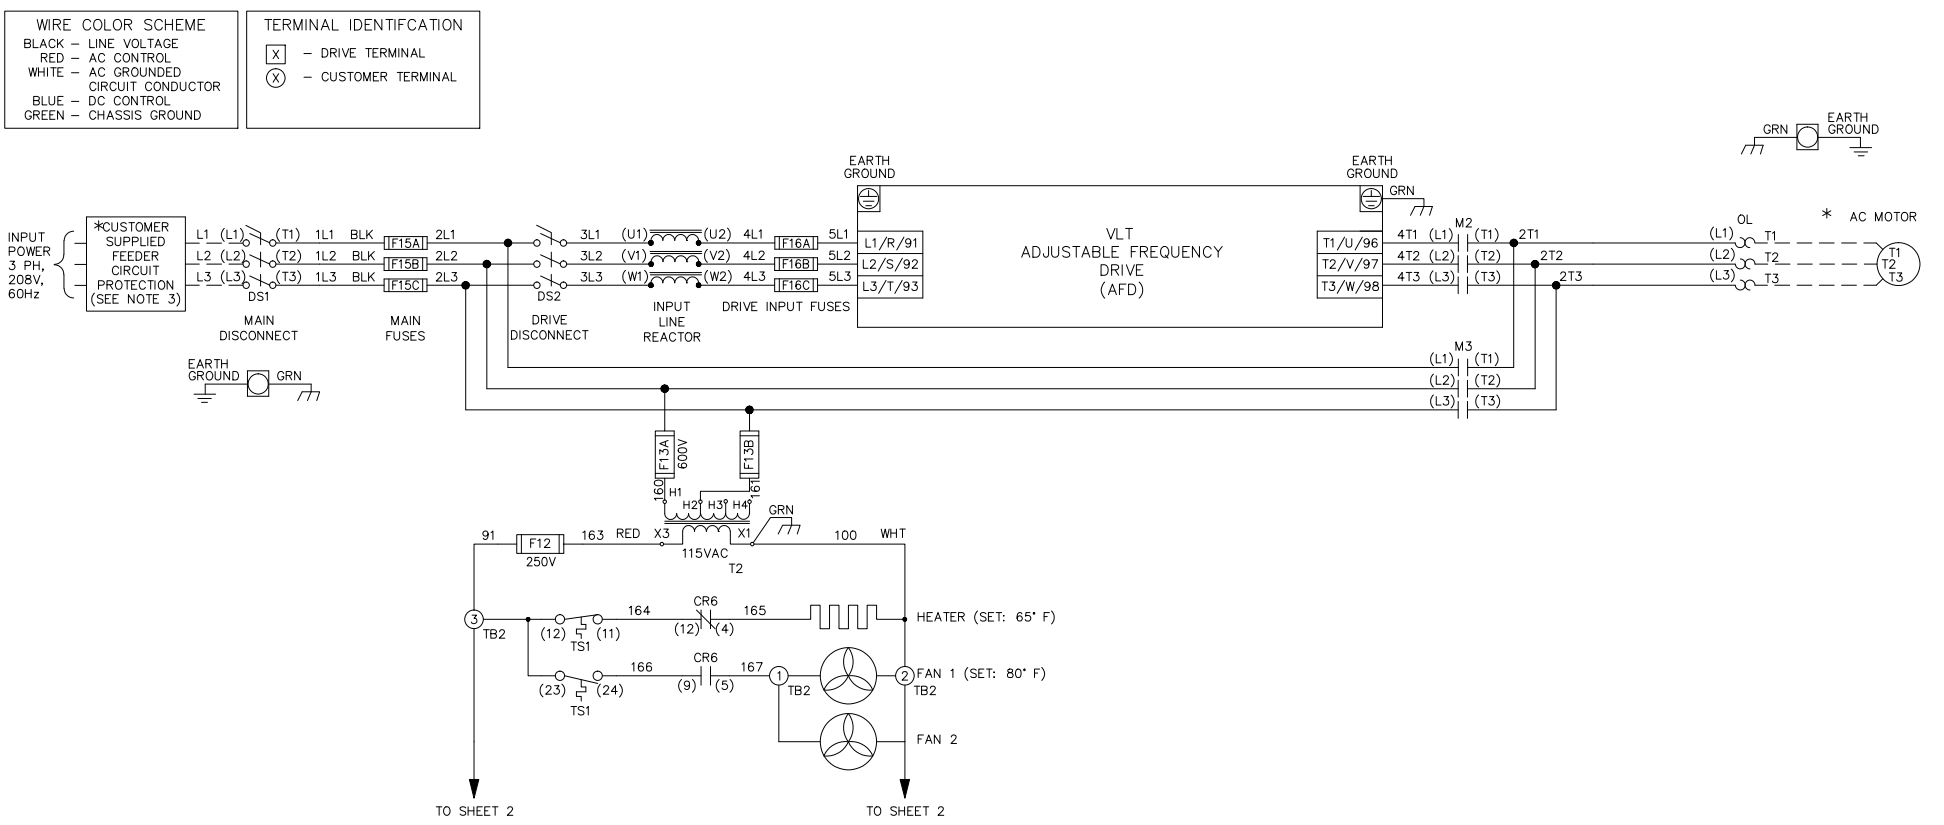 WIRE COLOR SCHEME
BLACK – LINE VOLTAGE
RED – AC CONTROL
WHITE – AC GROUNDED
CIRCUIT CONDUCTOR
BLUE – DC CONTROL
GREEN – CHASSIS GROUND
TERMINAL IDENTIFCATION
X – DRIVE TERMINAL
X – CUSTOMER TERMINAL
GRN
EARTH
GROUND
INPUT
POWER
3 PH,
208V,
60Hz
*CUSTOMER
SUPPLIED
FEEDER
CIRCUIT
PROTECTION
(SEE NOTE 3)
L1 (L1) (T1) 1L1 BLK F15A 2L1
L2 (L2) (T2) 1L2 BLK F15B 2L2
L3 (L3) (T3) 1L3 BLK F15C 2L3
DS1
MAIN
DISCONNECT
MAIN
FUSES
3L1 (U1) (U2) 4L1 F16A 5L1
3L2 (V1) (V2) 4L2 F16B 5L2
3L3 (W1) (W2) 4L3 F16C 5L3
DS2
DRIVE
DISCONNECT
INPUT
LINE
REACTOR
DRIVE INPUT FUSES
EARTH
GROUND
L1/R/91
L2/S/92
L3/T/93
VLT
ADJUSTABLE FREQUENCY
DRIVE
(AFD)
EARTH
GROUND
GRN
T1/U/96
T2/V/97
T3/W/98
M2
4T1 (L1) (T1) 2T1
4T2 (L2) (T2) 2T2
4T3 (L3) (T3) 2T3
OL
(L1) T1
(L2) T2
(L3) T3
* AC MOTOR
T1
T2
T3
M3
(L1) (T1)
(L2) (T2)
(L3) (T3)
EARTH
GROUND
GRN
F13A
600V
F13B
160
161
H1
H2 H3 H4
GRN
91
F12
250V
163 RED X3
X1
115VAC
T2
100 WHT
3
TB2
(12) (11)
TS1
164
CR6
(12) (4)
165
HEATER (SET: 65° F)
(23) (24)
TS1
166
CR6
(9) (5)
167
1
TB2
2
TB2
FAN 1 (SET: 80° F)
FAN 2
TO SHEET 2
TO SHEET 2